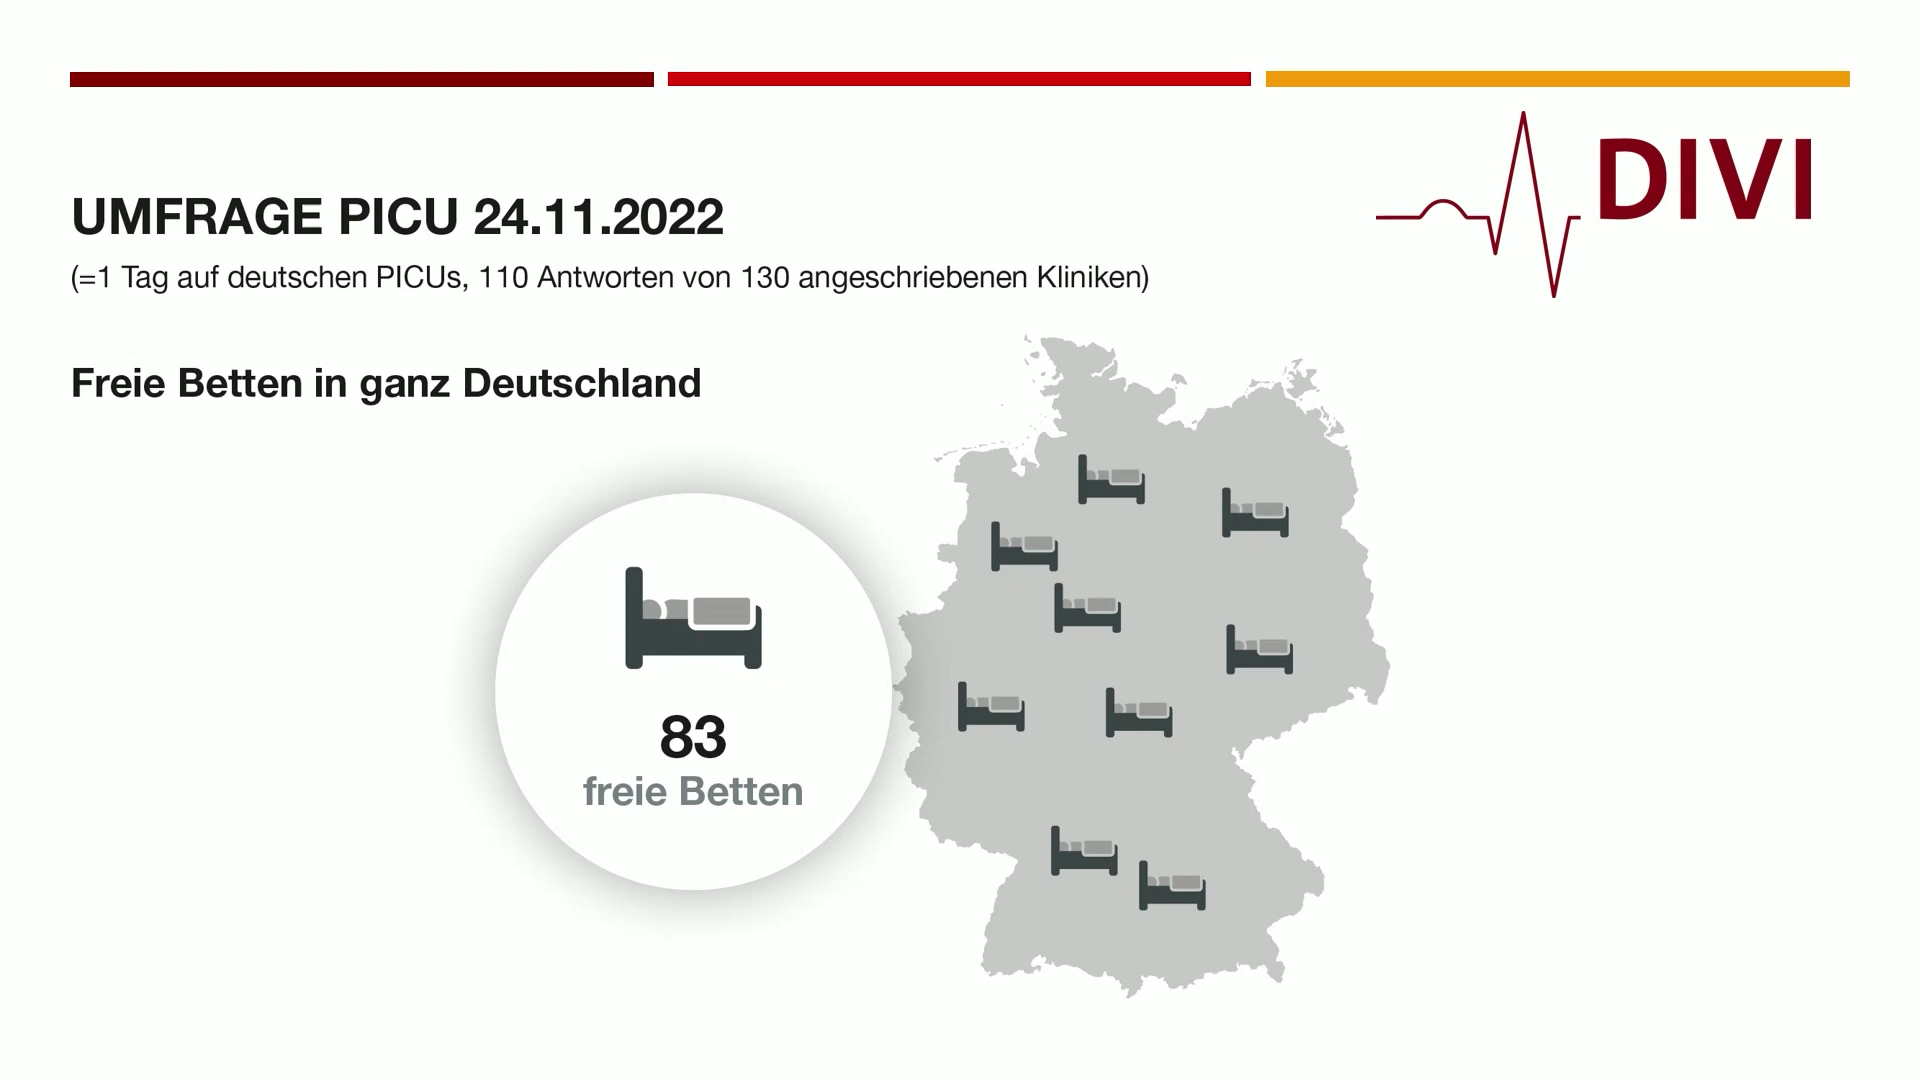 DIVI
UMFRAGE PICU 24.11.2022
(=1 Tag auf deutschen PICUs, 110 Antworten von 130 angeschriebenen Kliniken)
Freie Betten in ganz Deutschland
83
freie Betten